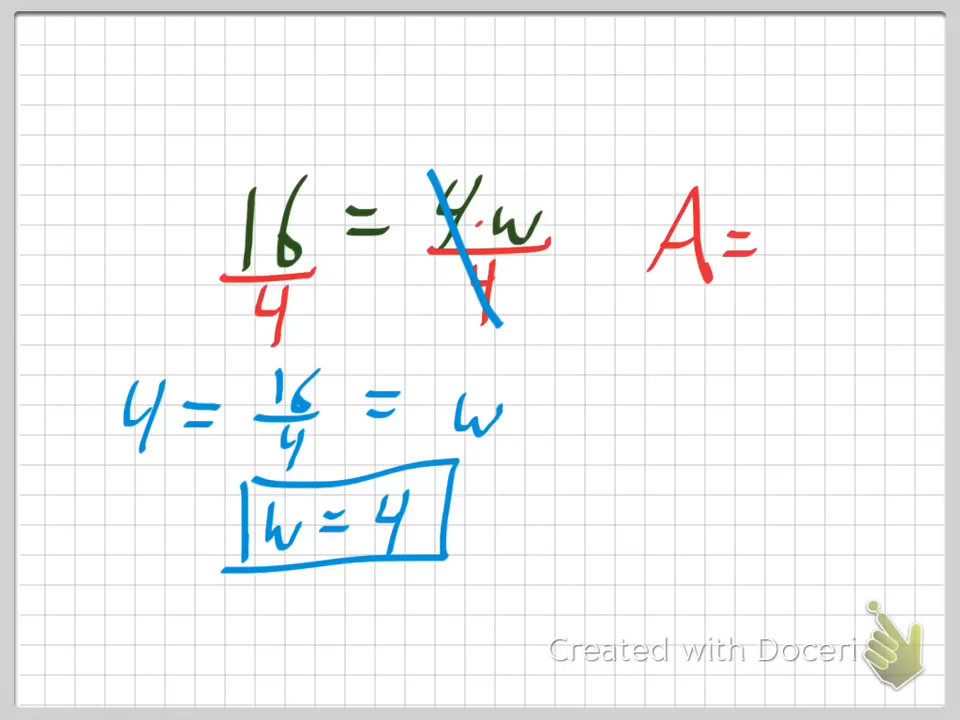 16 = 4 · w
4 4
A =
4 = 16/4 = w
w = 4
Created with Doceri